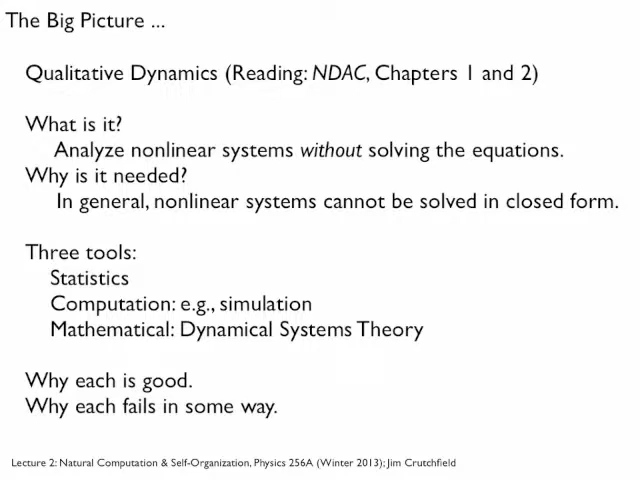 The Big Picture ...
Qualitative Dynamics (Reading: NDAC, Chapters 1 and 2)
What is it?
Analyze nonlinear systems without solving the equations.
Why is it needed?
In general, nonlinear systems cannot be solved in closed form.
Three tools:
Statistics
Computation: e.g., simulation
Mathematical: Dynamical Systems Theory
Why each is good.
Why each fails in some way.
Lecture 2: Natural Computation & Self-Organization, Physics 256A (Winter 2013); Jim Crutchfield